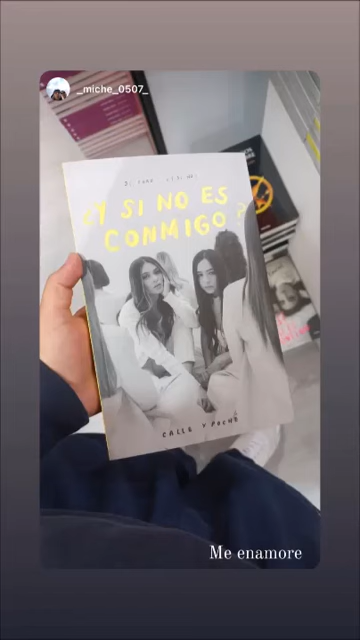 _miche_0507_
¿Y SI NO ES
CONMIGO?
CALLE Y POCHÉ
Me enamore